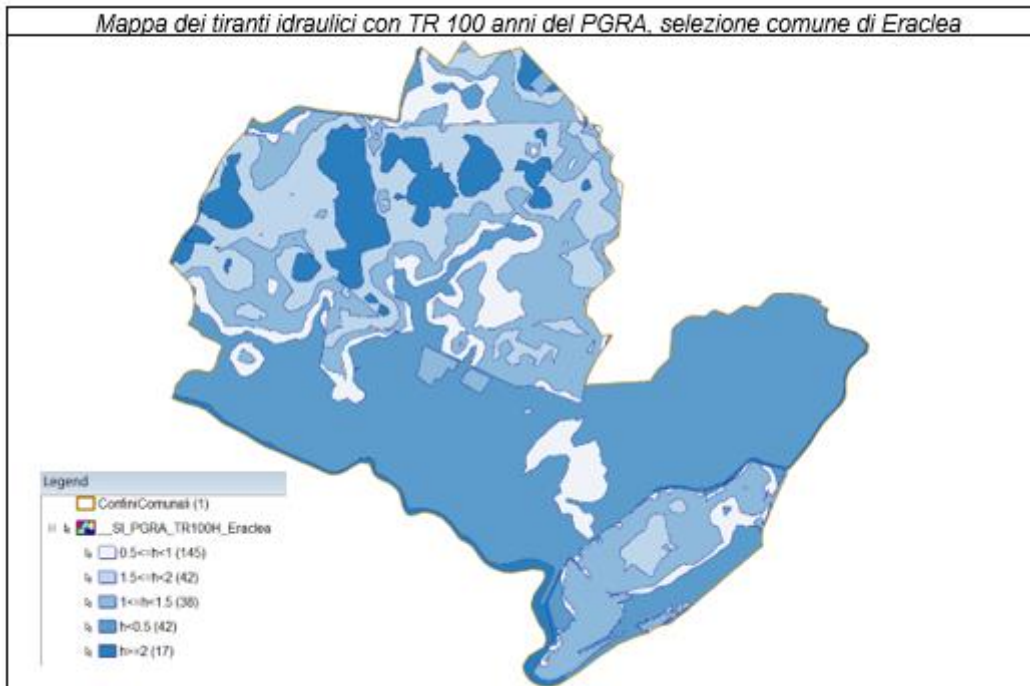 Mappa dei tiranti idraulici con TR 100 anni del PGRA, selezione comune di Eraclea
Legend
ConfiniComunali (1)
__SI_PGRA_TR100H_Eraclea
0.5<=h<1 (145)
1.5<=h<2 (42)
1<=h<1.5 (38)
h<0.5 (42)
h>=2 (17)